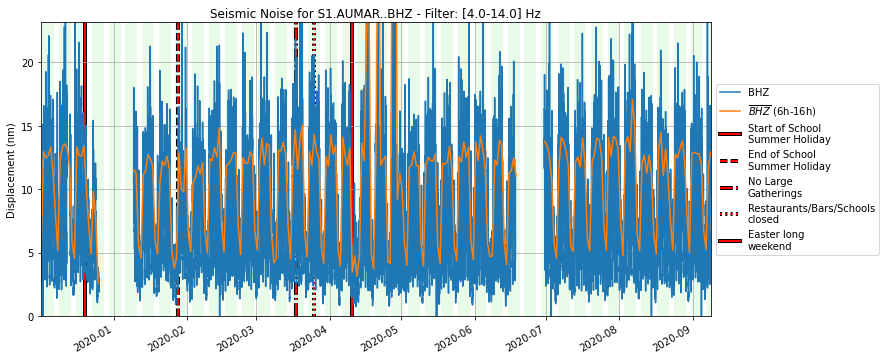 Seismic Noise for S1.AUMAR..BHZ - Filter: [4.0-14.0] Hz
Displacement (nm)
20
15
10
5
0
2020-01
2020-02
2020-03
2020-04
2020-05
2020-06
2020-07
2020-08
2020-09
BHZ
BHZ (6h-16h)
Start of School
Summer Holiday
End of School
Summer Holiday
No Large
Gatherings
Restaurants/Bars/Schools
closed
Easter long
weekend